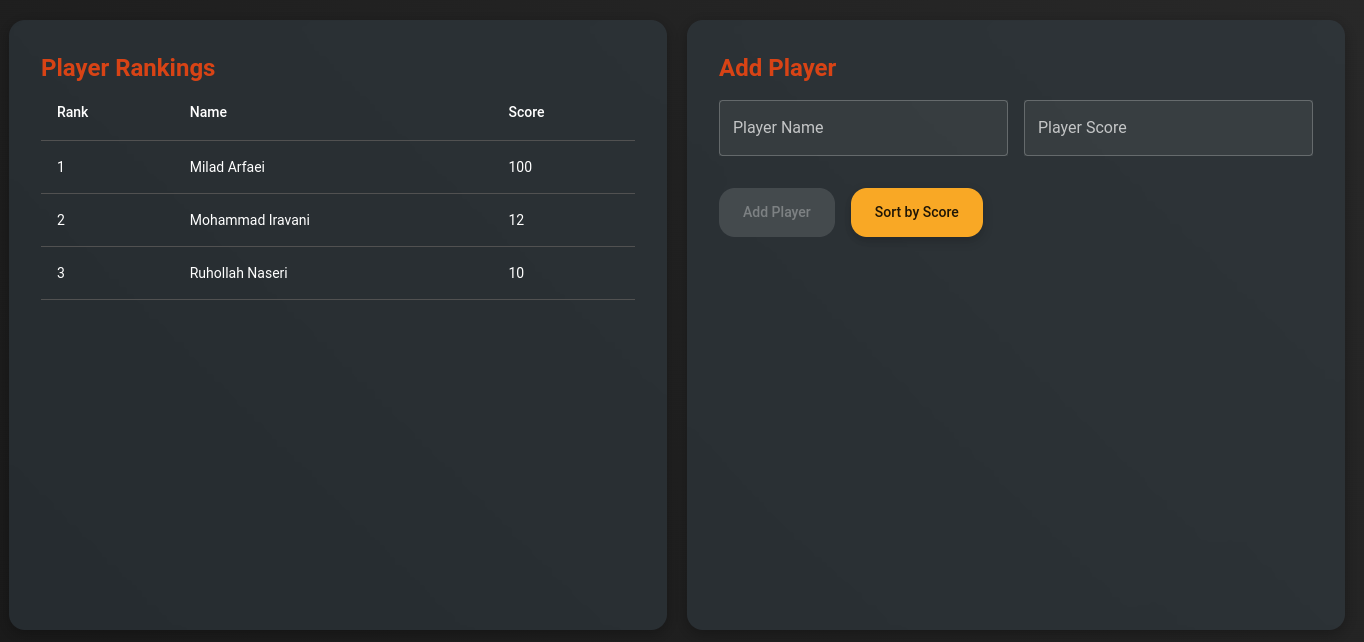 Player Rankings
Rank Name Score
1 Milad Arfaei 100
2 Mohammad Iravani 12
3 Ruhollah Naseri 10
Add Player
Player Name Player Score
Add Player Sort by Score